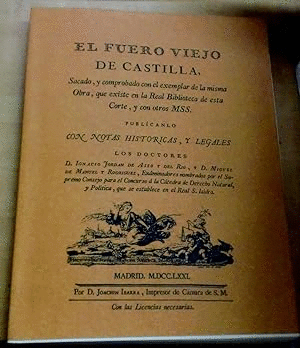 EL FUERO VIEJO
DE CASTILLA,
Sacado, y comprobado con el exemplar de la misma
Obra, que existe en la Real Biblioteca de esta
Corte, y con otros MSS.
PUBLÍCANLO
CON NOTAS HISTORICAS, Y LEGALES
LOS DOCTORES
D. IGNACIO JORDAN DE ASSO Y DEL RIO, Y D. MIGUEL
DE MANUEL Y RODRIGUEZ, Endemoinadores nombrados por el Su-
premo Consejo para el Concurso á la Cátedra de Derecho Natural,
y Política, que se establece en el Real S. Isidro.
MADRID. M.DCC.LXXI.
Por D. JOACHIN IBARRA, Impresor de Camara de S. M.
Con las Licencias necesarias.